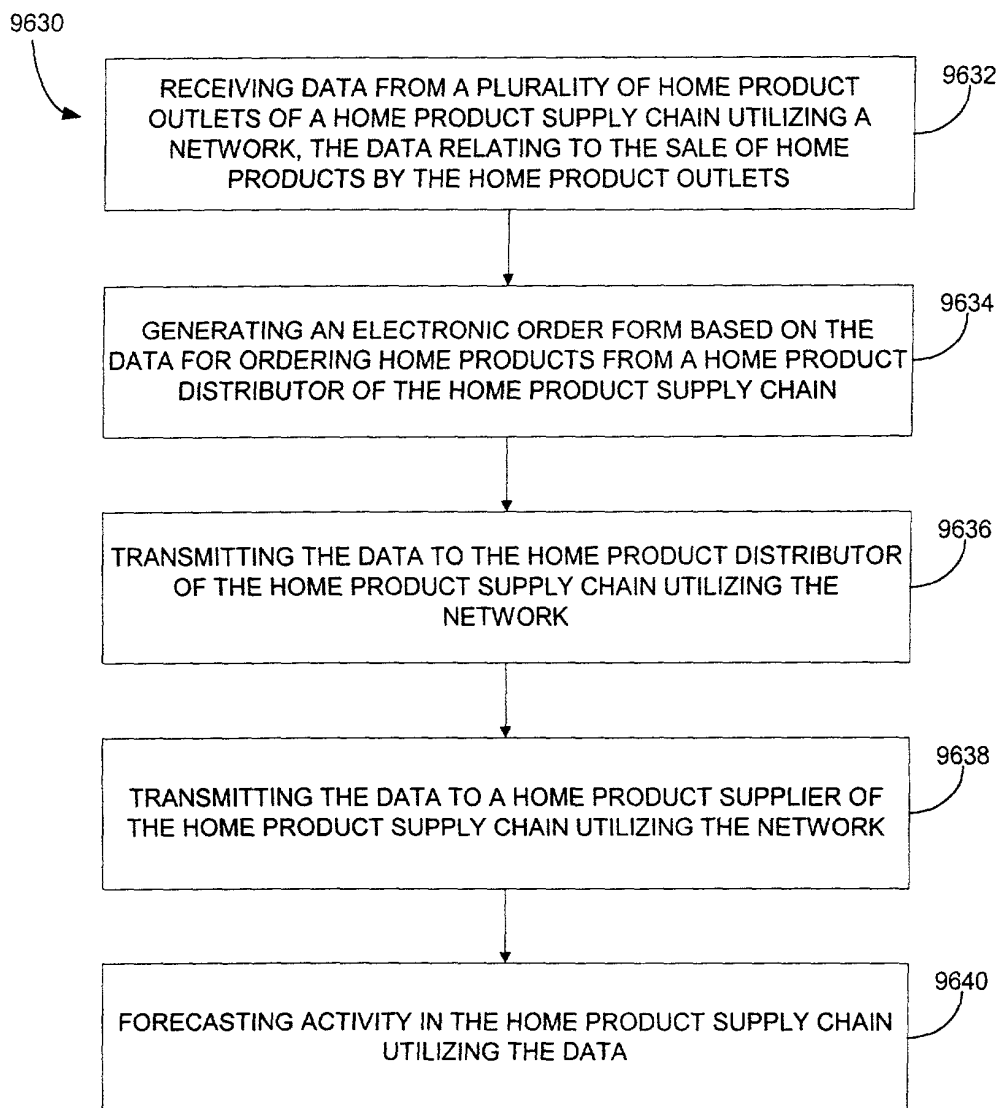 9630
RECEIVING DATA FROM A PLURALITY OF HOME PRODUCT
OUTLETS OF A HOME PRODUCT SUPPLY CHAIN UTILIZING A
NETWORK, THE DATA RELATING TO THE SALE OF HOME
PRODUCTS BY THE HOME PRODUCT OUTLETS
9632
GENERATING AN ELECTRONIC ORDER FORM BASED ON THE
DATA FOR ORDERING HOME PRODUCTS FROM A HOME PRODUCT
DISTRIBUTOR OF THE HOME PRODUCT SUPPLY CHAIN
9634
TRANSMITTING THE DATA TO THE HOME PRODUCT DISTRIBUTOR
OF THE HOME PRODUCT SUPPLY CHAIN UTILIZING THE
NETWORK
9636
TRANSMITTING THE DATA TO A HOME PRODUCT SUPPLIER OF
THE HOME PRODUCT SUPPLY CHAIN UTILIZING THE NETWORK
9638
FORECASTING ACTIVITY IN THE HOME PRODUCT SUPPLY CHAIN
UTILIZING THE DATA
9640